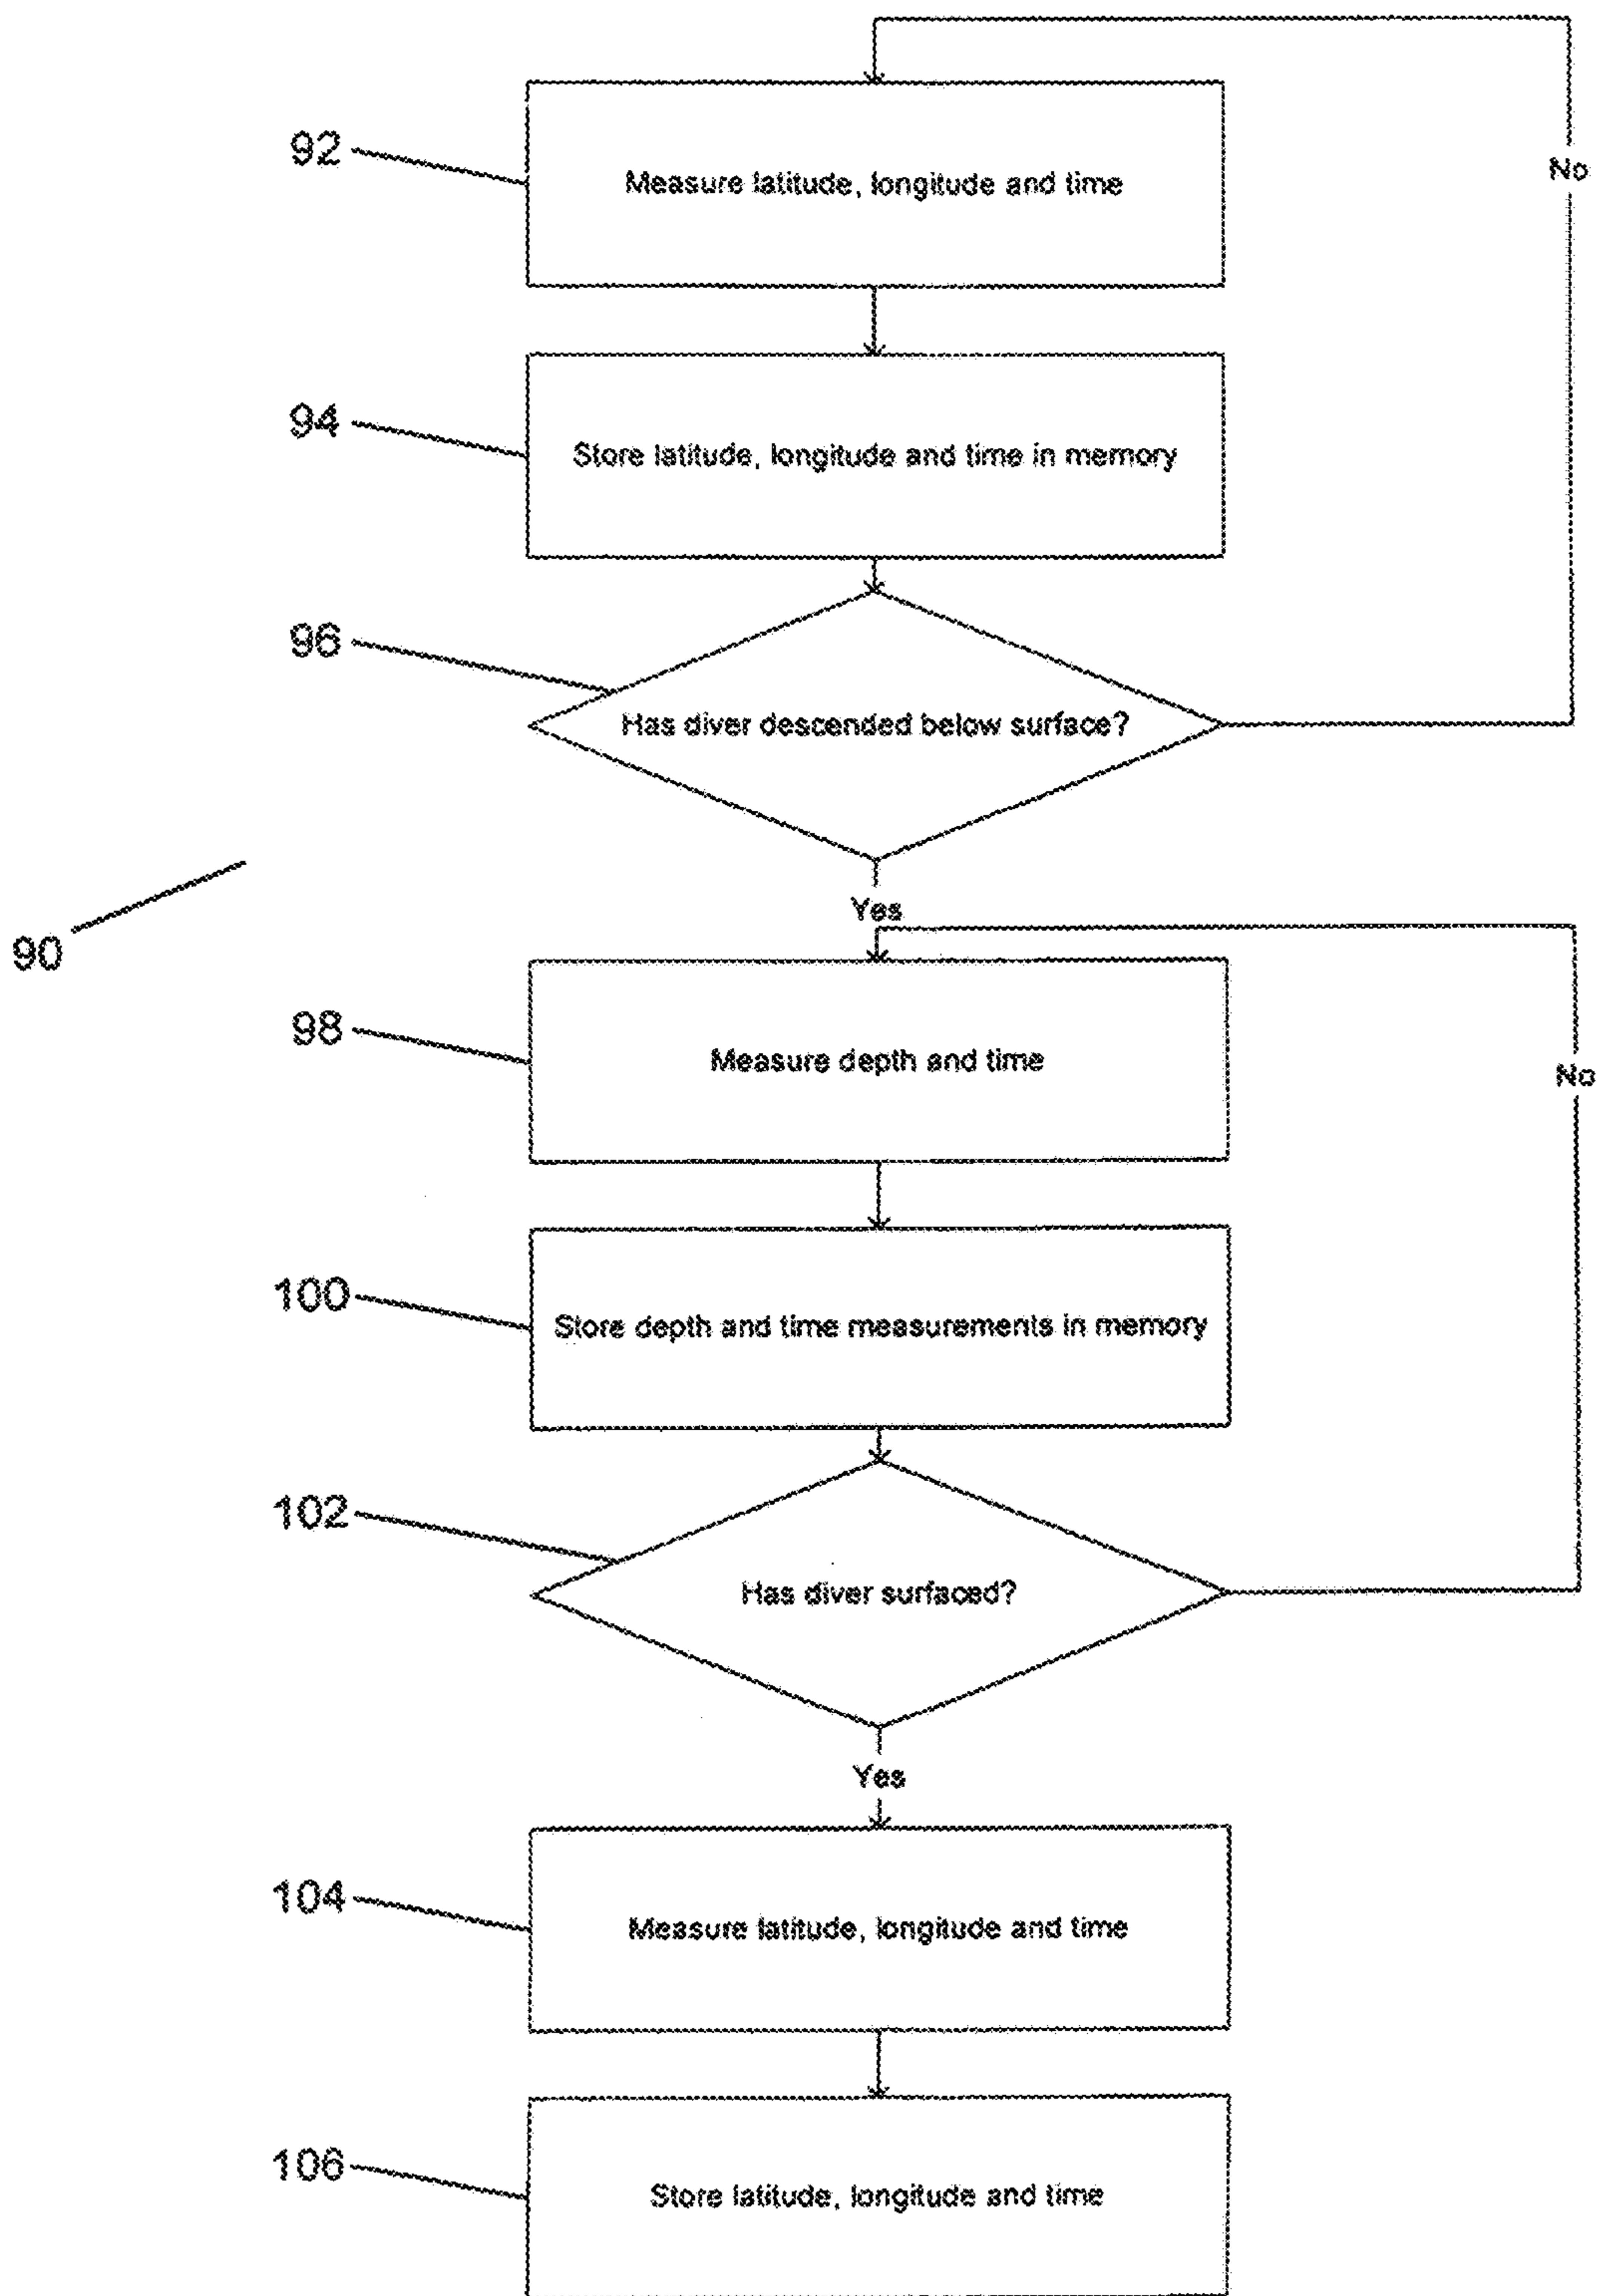 92
Measure latitude, longitude and time
No
94
Store latitude, longitude and time in memory
96
Has diver descended below surface?
Yes
90
98
Measure depth and time
No
100
Store depth and time measurements in memory
102
Has diver surfaced?
Yes
104
Measure latitude, longitude and time
106
Store latitude, longitude and time